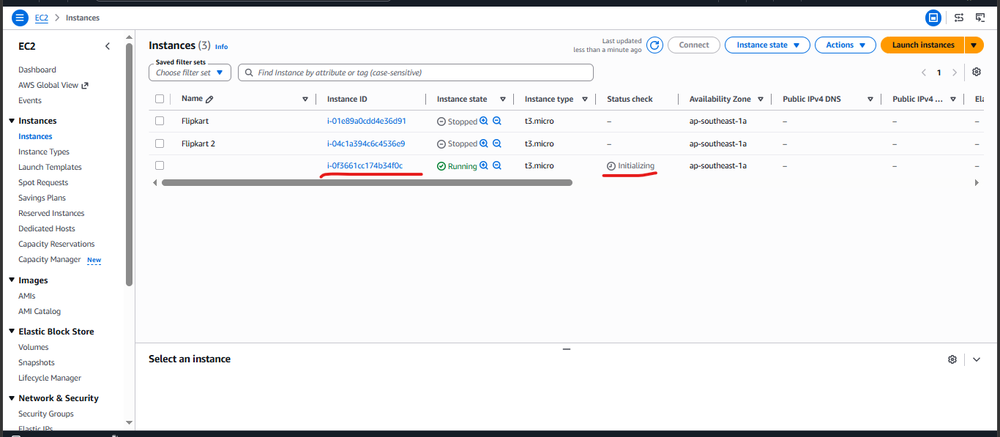 EC2 > Instances
EC2
Dashboard
AWS Global View
Events
Instances
Instances
Instance Types
Launch Templates
Spot Requests
Savings Plans
Reserved Instances
Dedicated Hosts
Capacity Reservations
Capacity Manager New
Images
AMIs
AMI Catalog
Elastic Block Store
Volumes
Snapshots
Lifecycle Manager
Network & Security
Security Groups
Elastic IPs
Instances (3) Info
Last updated
less than a minute ago
Connect
Instance state
Actions
Launch instances
Saved filter sets
Choose filter set
Find Instance by attribute or tag (case-sensitive)
1
Name Instance ID Instance state Instance type Status check Availability Zone Public IPv4 DNS Public IPv4 ... Ela
Flipkart i-01e89a0cdd4e36d91 Stopped t3.micro – ap-southeast-1a – – –
Flipkart 2 i-04c1a394c6c4536e9 Stopped t3.micro – ap-southeast-1a – – –
i-0f3661cc174b34f0c Running t3.micro Initializing ap-southeast-1a – – –
Select an instance